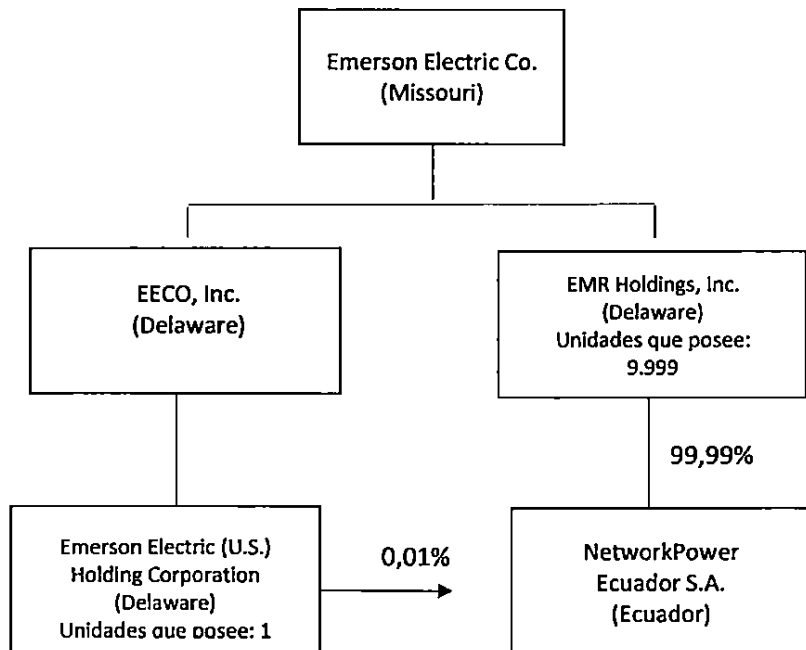 Emerson Electric Co.
(Missouri)
EECO, Inc.
(Delaware)
EMR Holdings, Inc.
(Delaware)
Unidades que posee:
9.999
99,99%
Emerson Electric (U.S.)
Holding Corporation
(Delaware)
Unidades que posee: 1
0,01%
NetworkPower
Ecuador S.A.
(Ecuador)